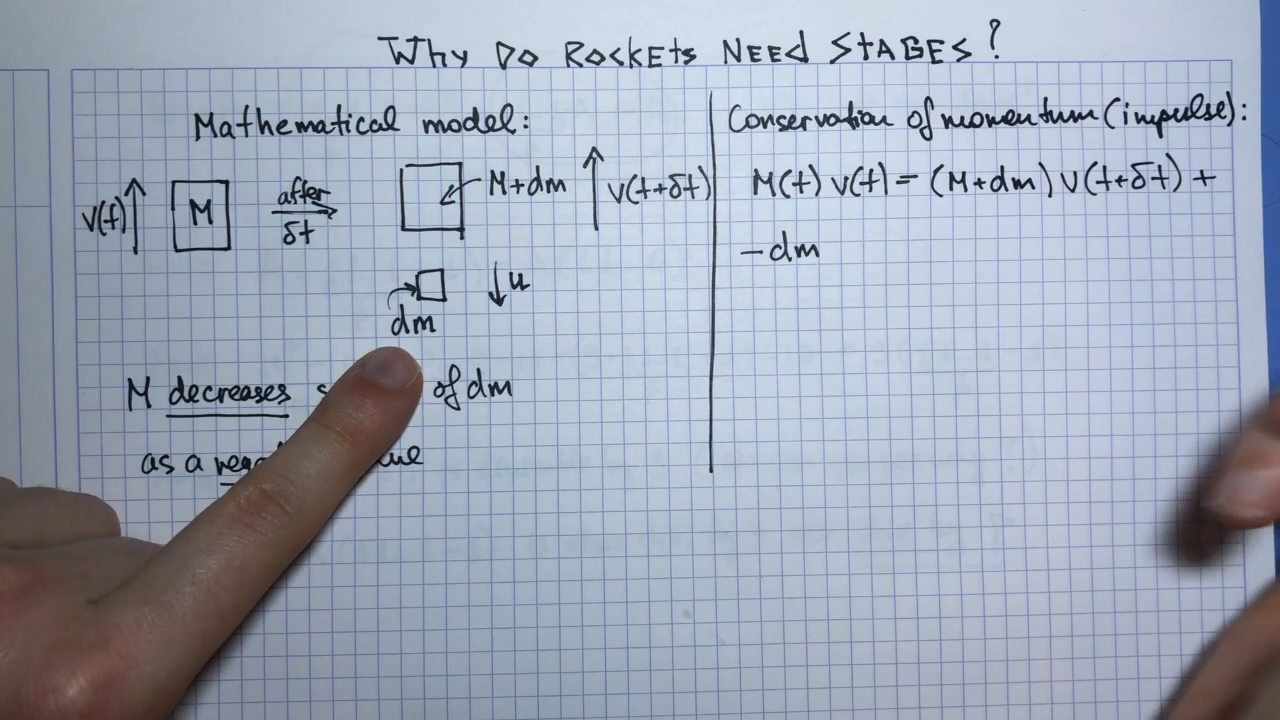 Why Do Rockets Need Stages?
Mathematical model:
V(t)
M
after
δt
M+dm
V(t+δt)
dm
u
M decreases of dm
as a
Conservation of momentum (impulse):
M(t) V(t) = (M+dm) V(t+δt) +
-dm